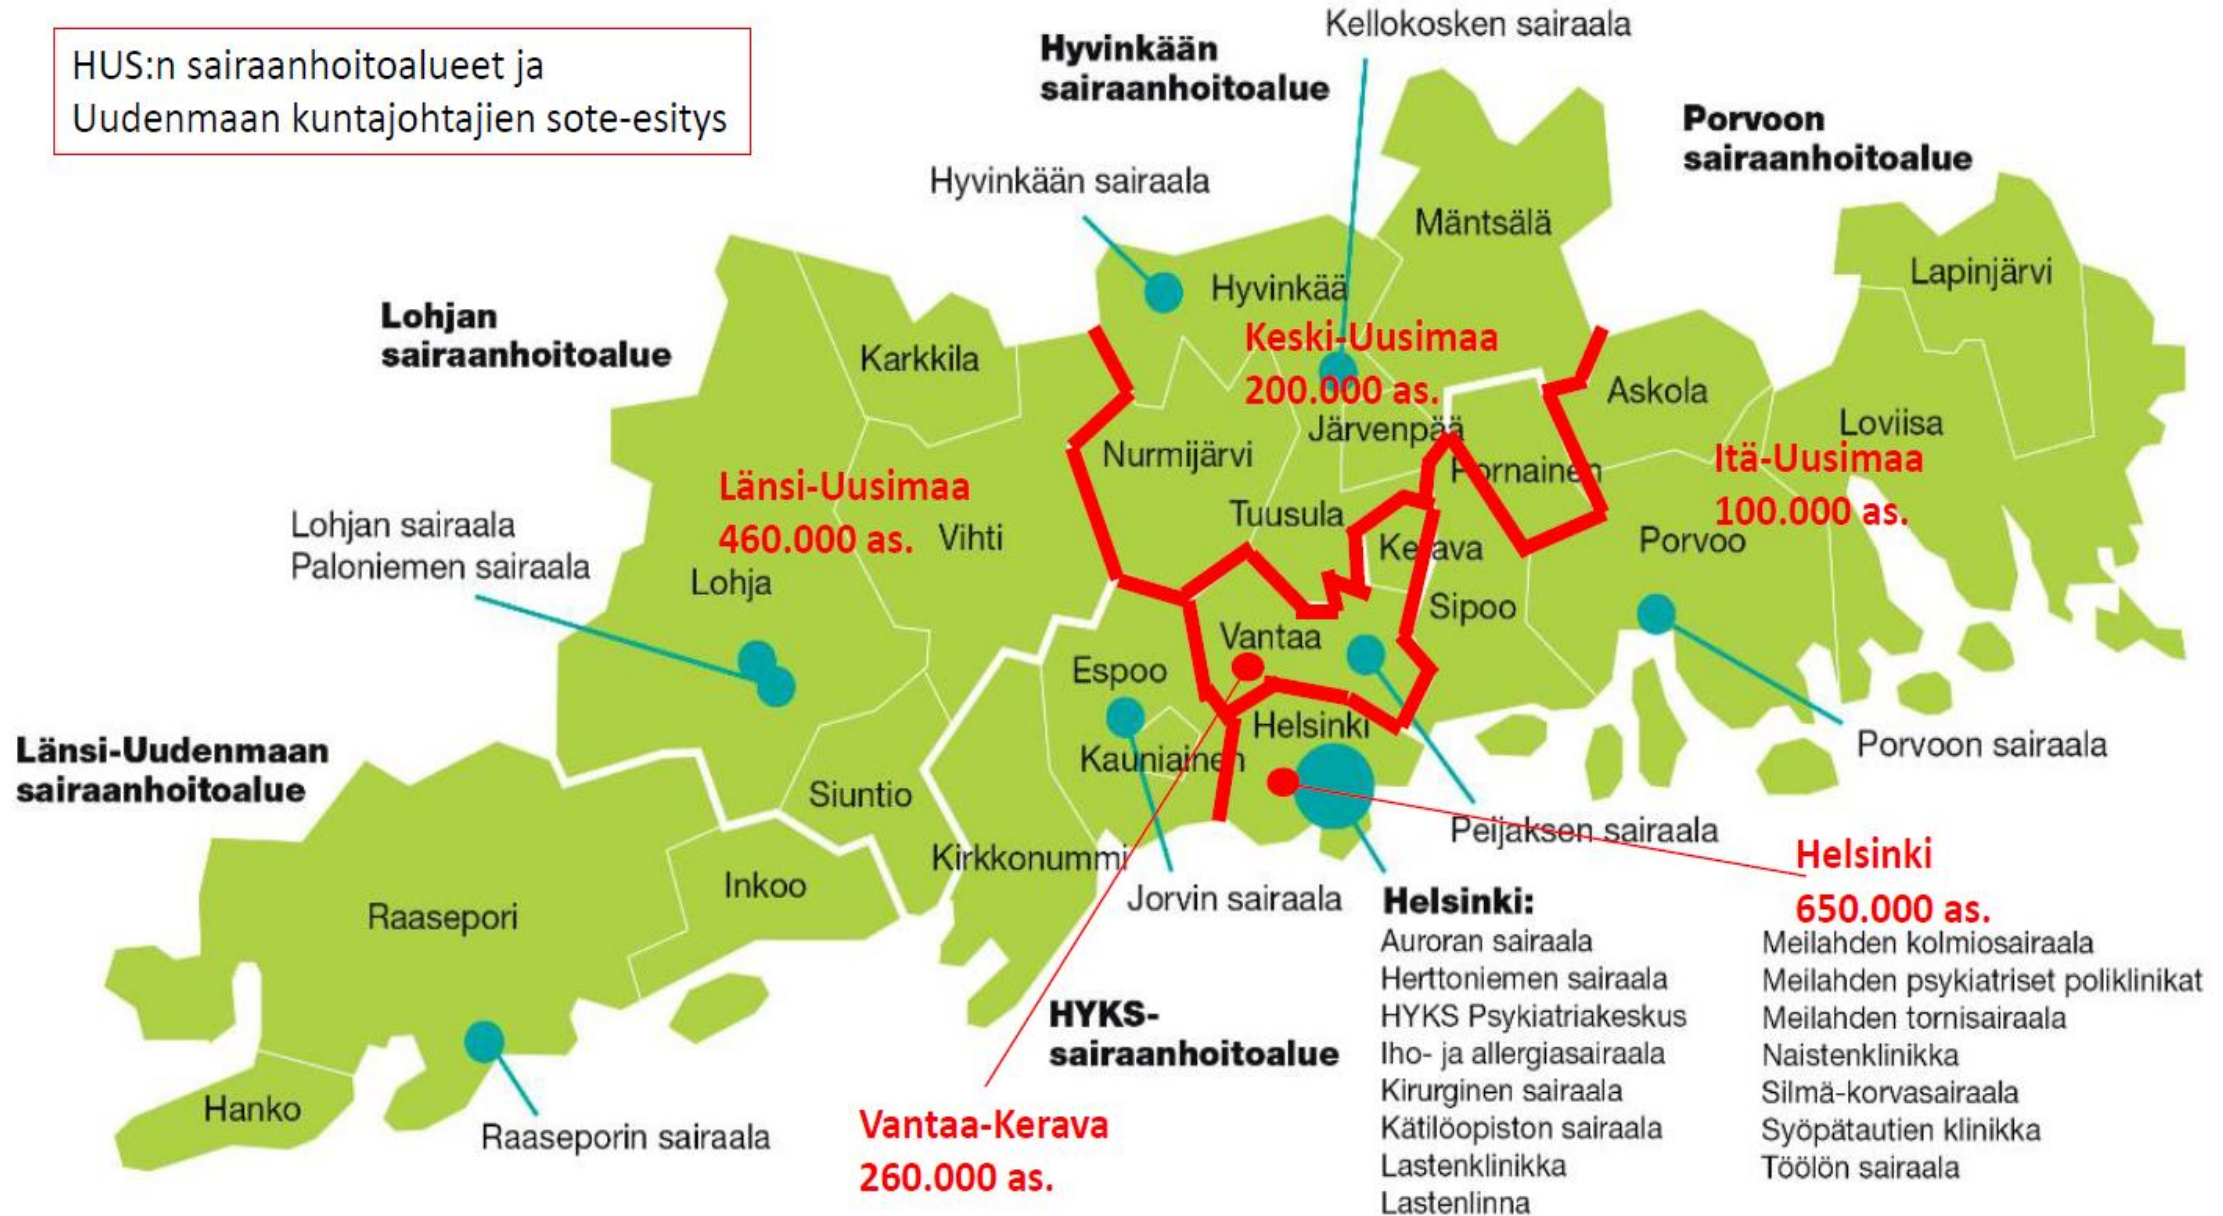 HUS:n sairaanhoitoalueet ja
Uudenmaan kuntajohtajien sote-esitys
Kellokosken sairaala
Hyvinkään
sairaanhoitoalue
Porvoon
sairaanhoitoalue
Hyvinkään sairaala
Mäntsälä
Lapinjärvi
Hyvinkää
Lohjan
sairaanhoitoalue
Keski-Uusimaa
200.000 as.
Karkkila
Askola
Loviisa
Järvenpää
Nurmijärvi
Pornainen
Itä-Uusimaa
100.000 as.
Länsi-Uusimaa
460.000 as.
Tuusula
Lohjan sairaala
Paloniemen sairaala
Vihti
Kerava
Porvoo
Lohja
Sipoo
Vantaa
Espoo
Helsinki
Kauniainen
Porvoon sairaala
Länsi-Uudenmaan
sairaanhoitoalue
Siuntio
Peijaksen sairaala
Kirkkonummi
Helsinki
650.000 as.
Inkoo
Jorvin sairaala
Raasepori
Helsinki:
Auroran sairaala
Herttoniemen sairaala
HYKS Psykiatriakeskus
Iho- ja allergiasairaala
Kirurginen sairaala
Kätilöopiston sairaala
Lastenklinikka
Lastenlinna
Meilahden kolmiosairaala
Meilahden psykiatriset poliklinikat
Meilahden tornisairaala
Naistenklinikka
Silmä-korvasairaala
Syöpätautien klinikka
Töölön sairaala
HYKS-
sairaanhoitoalue
Hanko
Raaseporin sairaala
Vantaa-Kerava
260.000 as.